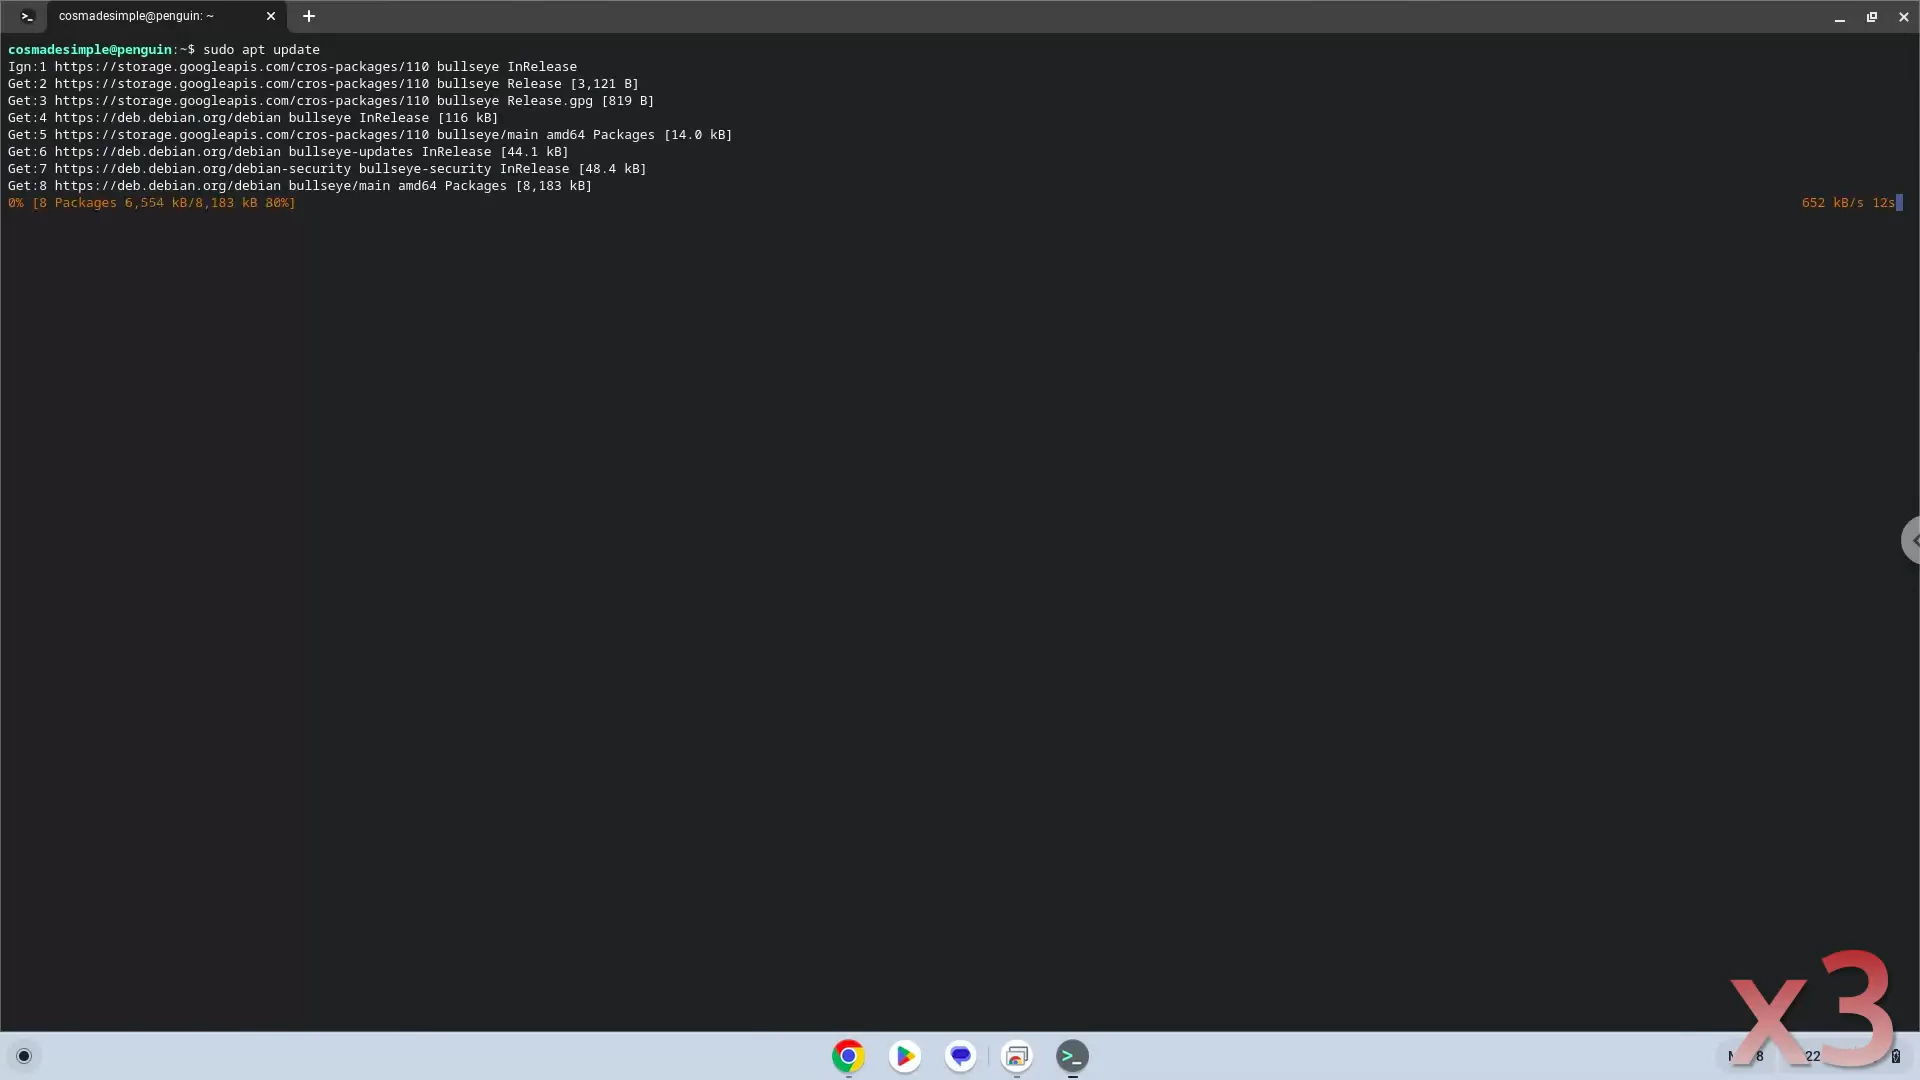 cosmadesimple@penguin: ~
cosmadesimple@penguin:~$ sudo apt update
Ign:1 https://storage.googleapis.com/cros-packages/110 bullseye InRelease
Get:2 https://storage.googleapis.com/cros-packages/110 bullseye Release [3,121 B]
Get:3 https://storage.googleapis.com/cros-packages/110 bullseye Release.gpg [819 B]
Get:4 https://deb.debian.org/debian bullseye InRelease [116 kB]
Get:5 https://storage.googleapis.com/cros-packages/110 bullseye/main amd64 Packages [14.0 kB]
Get:6 https://deb.debian.org/debian bullseye-updates InRelease [44.1 kB]
Get:7 https://deb.debian.org/debian-security bullseye-security InRelease [48.4 kB]
Get:8 https://deb.debian.org/debian bullseye/main amd64 Packages [8,183 kB]
0% [8 Packages 6,554 kB/8,183 kB 80%] 652 kB/s 12s
x3
8
22